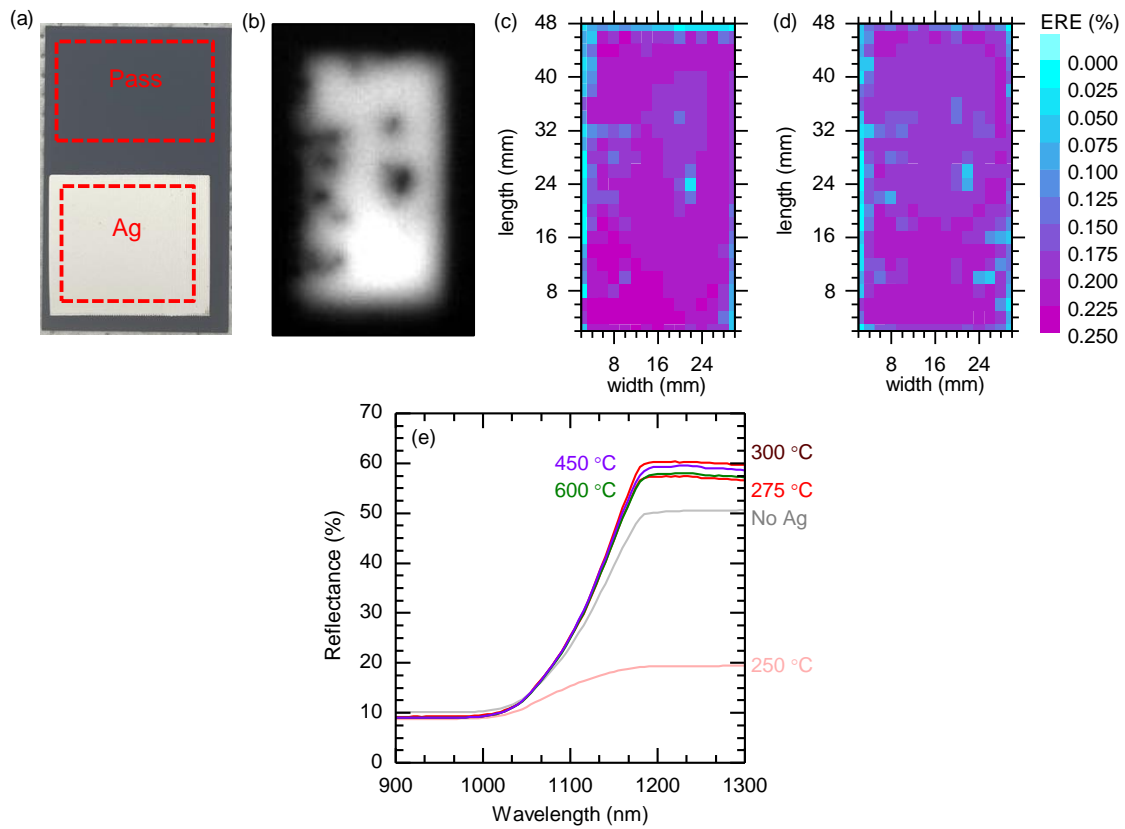 (a)
Pass
Ag
(b)
(c)
48
40
32
24
16
8
length (mm)
8 16 24
width (mm)
(d)
48
40
32
24
16
8
length (mm)
8 16 24
width (mm)
ERE (%)
0.000
0.025
0.050
0.075
0.100
0.125
0.150
0.175
0.200
0.225
0.250
(e)
70
60
50
40
30
20
10
0
Reflectance (%)
450 °C
600 °C
300 °C
275 °C
No Ag
250 °C
900 1000 1100 1200 1300
Wavelength (nm)